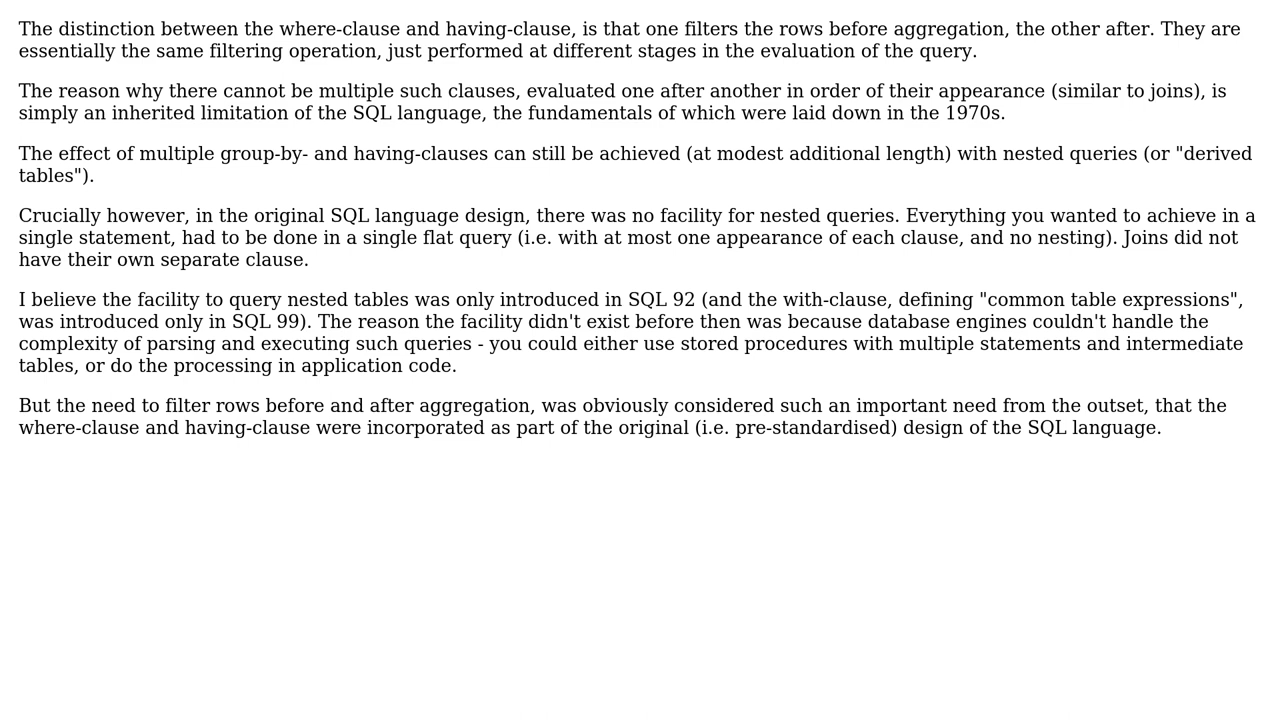 The distinction between the where-clause and having-clause, is that one filters the rows before aggregation, the other after. They are
essentially the same filtering operation, just performed at different stages in the evaluation of the query.
The reason why there cannot be multiple such clauses, evaluated one after another in order of their appearance (similar to joins), is
simply an inherited limitation of the SQL language, the fundamentals of which were laid down in the 1970s.
The effect of multiple group-by- and having-clauses can still be achieved (at modest additional length) with nested queries (or "derived
tables").
Crucially however, in the original SQL language design, there was no facility for nested queries. Everything you wanted to achieve in a
single statement, had to be done in a single flat query (i.e. with at most one appearance of each clause, and no nesting). Joins did not
have their own separate clause.
I believe the facility to query nested tables was only introduced in SQL 92 (and the with-clause, defining "common table expressions",
was introduced only in SQL 99). The reason the facility didn't exist before then was because database engines couldn't handle the
complexity of parsing and executing such queries - you could either use stored procedures with multiple statements and intermediate
tables, or do the processing in application code.
But the need to filter rows before and after aggregation, was obviously considered such an important need from the outset, that the
where-clause and having-clause were incorporated as part of the original (i.e. pre-standardised) design of the SQL language.